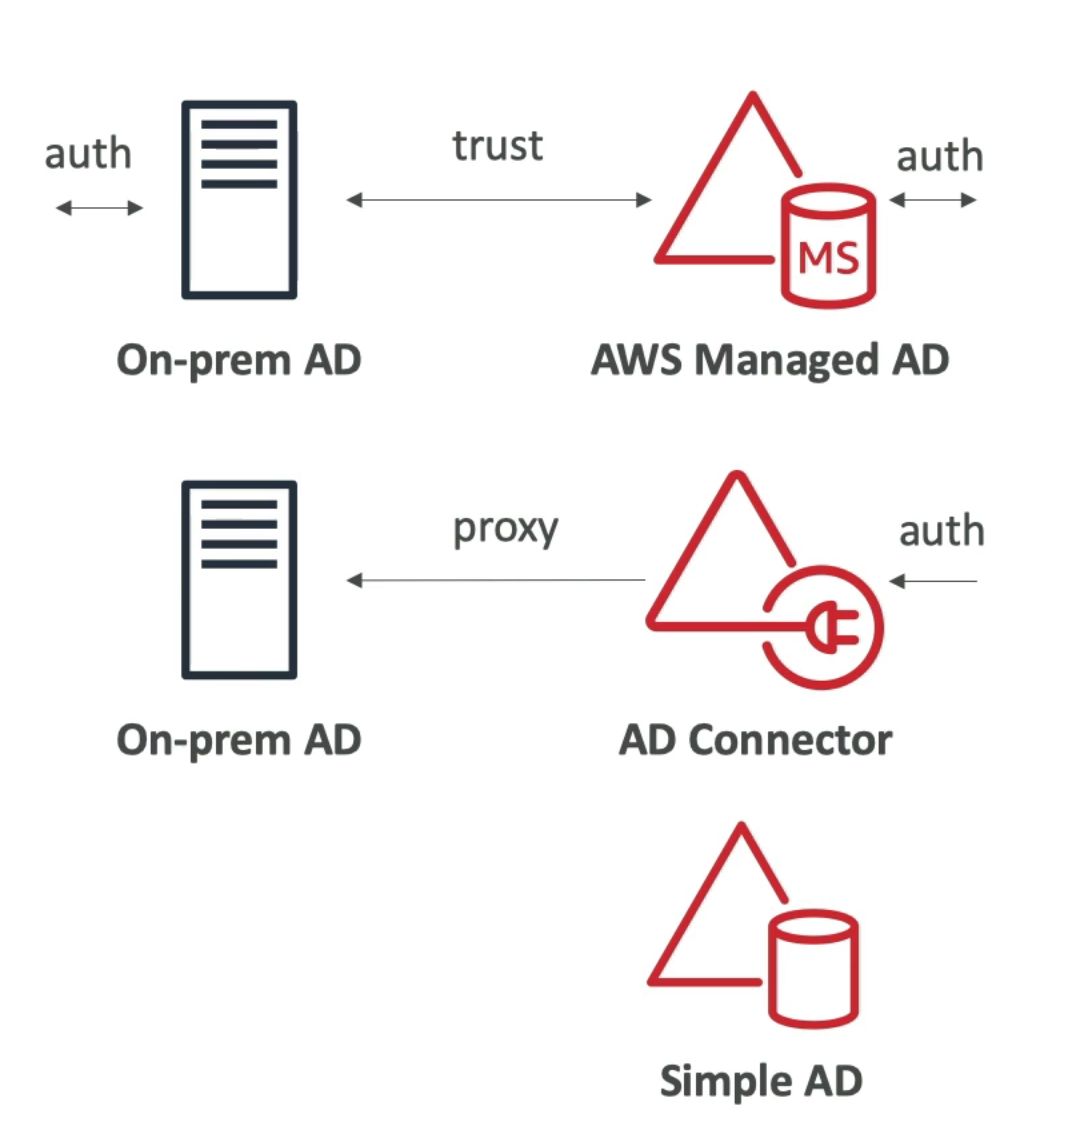 auth
trust
auth
MS
On-prem AD
AWS Managed AD
proxy
auth
On-prem AD
AD Connector
Simple AD